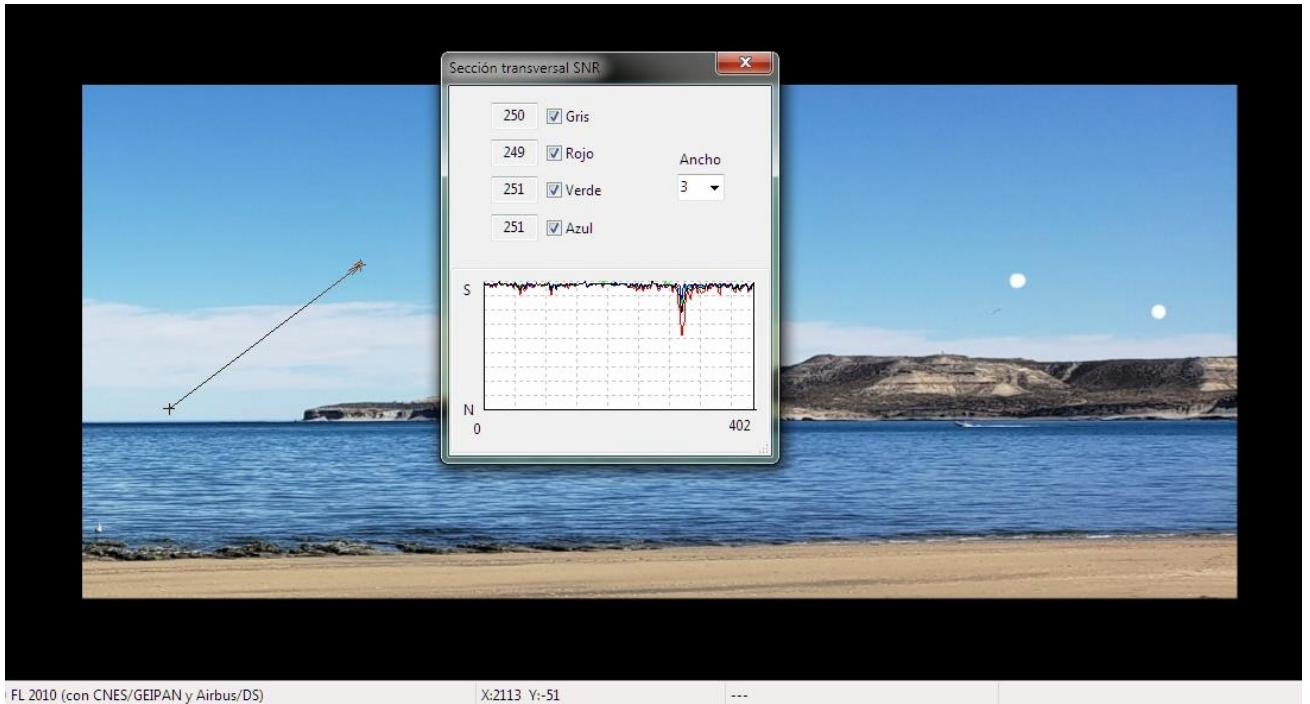 Sección transversal SNR
250 Gris
249 Rojo
Ancho
251 Verde
3
251 Azul
S
N
0
402
FL 2010 (con CNES/GEIPAN y Airbus/DS)
X:2113 Y:-51
---